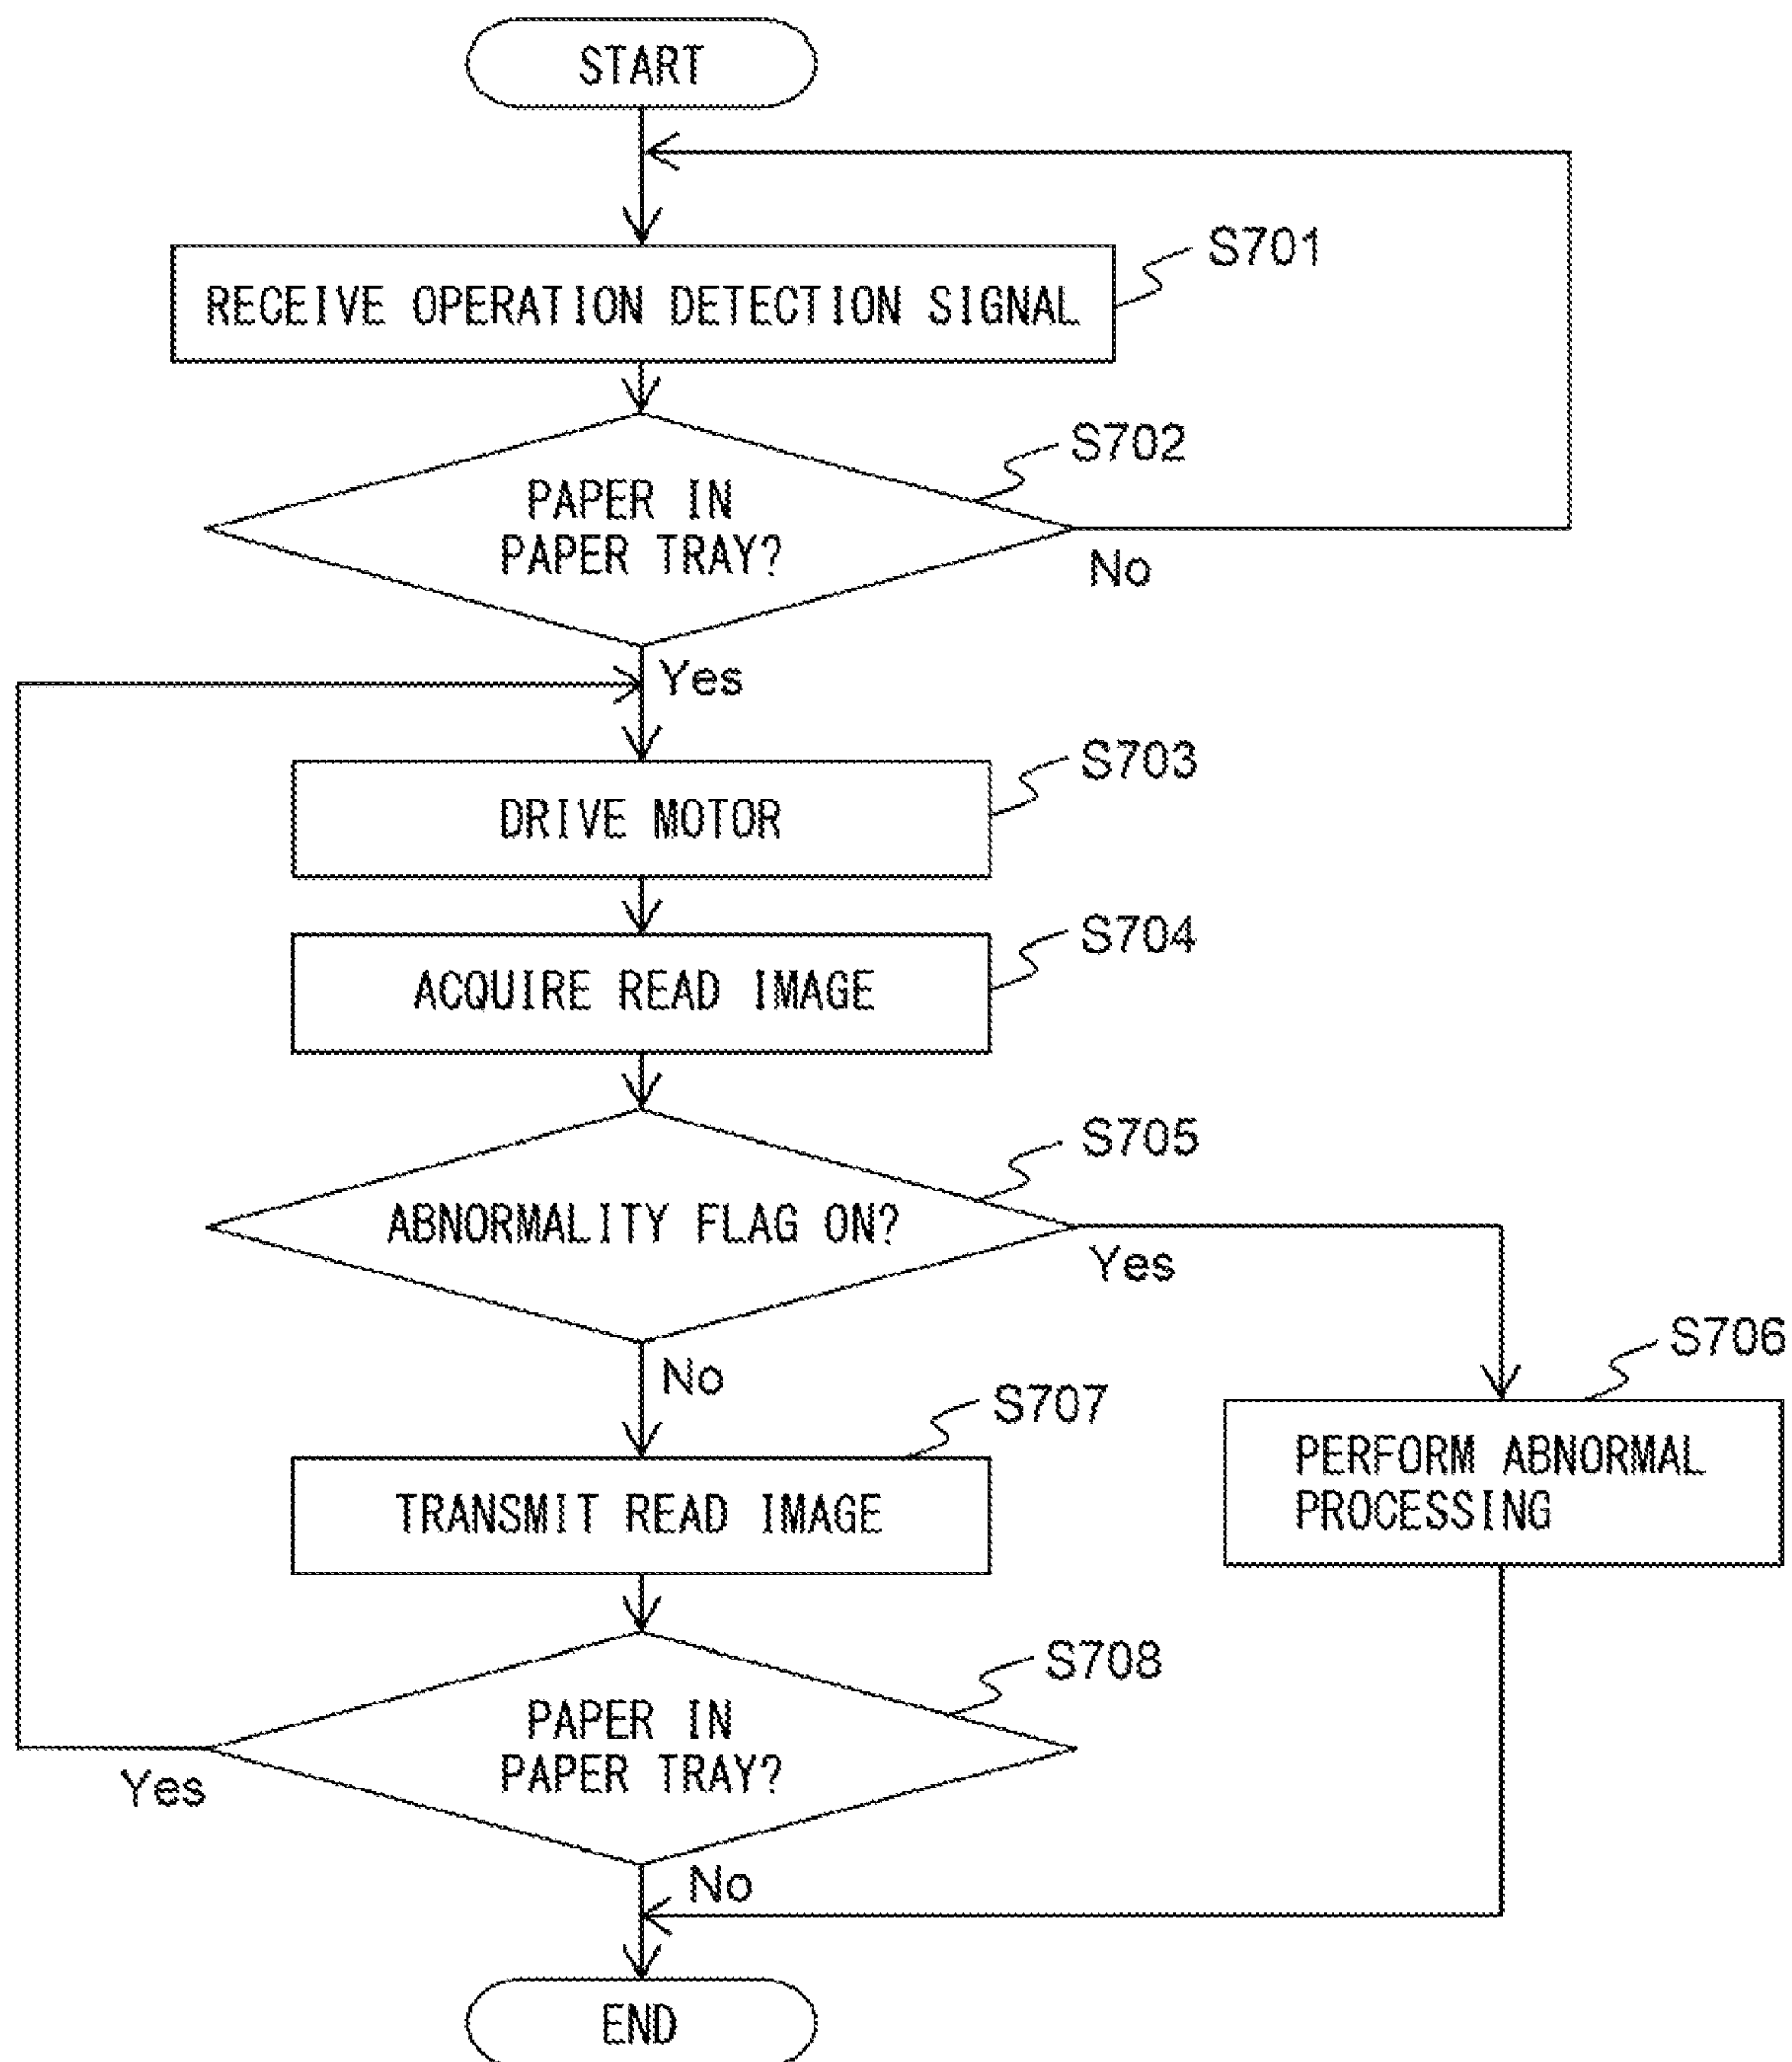 START
RECEIVE OPERATION DETECTION SIGNAL
S701
PAPER IN
PAPER TRAY?
S702
No
Yes
DRIVE MOTOR
S703
ACQUIRE READ IMAGE
S704
ABNORMALITY FLAG ON?
S705
Yes
No
PERFORM ABNORMAL
PROCESSING
S706
TRANSMIT READ IMAGE
S707
PAPER IN
PAPER TRAY?
S708
Yes
No
END